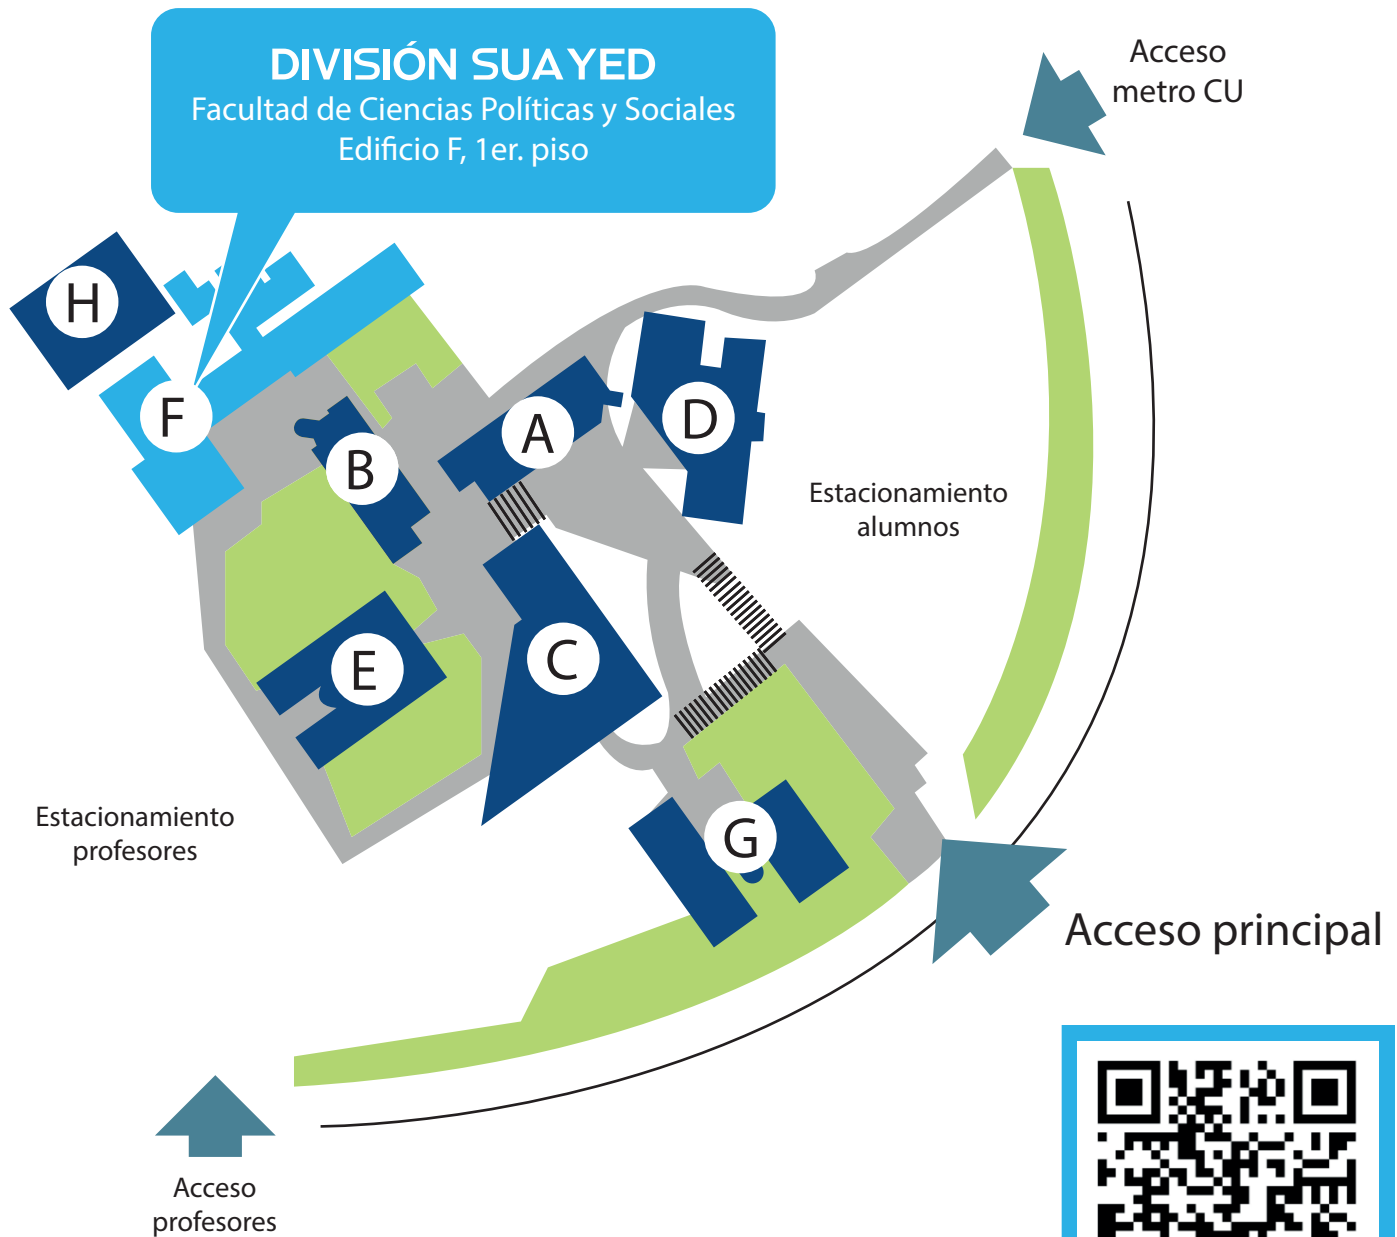 DIVISIÓN SUAYED
Facultad de Ciencias Políticas y Sociales
Edificio F, 1er. piso
Acceso
metro CU
H
F
B
A
D
Estacionamiento
alumnos
E
C
Estacionamiento
profesores
G
Acceso principal
Acceso
profesores